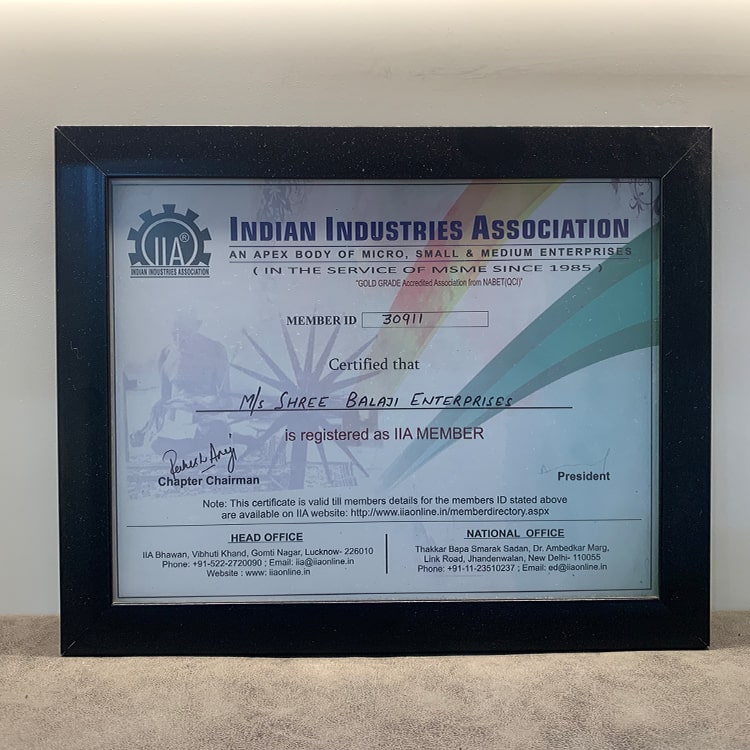 IIA®
INDIAN INDUSTRIES ASSOCIATION
INDIAN INDUSTRIES ASSOCIATION
AN APEX BODY OF MICRO, SMALL & MEDIUM ENTERPRISES
( IN THE SERVICE OF MSME SINCE 1985 )
"GOLD GRADE Accredited Association from NABET(QCI)"
MEMBER ID 30911
Certified that
M/s SHREE BALAJI ENTERPRISES
is registered as IIA MEMBER
Chapter Chairman
President
Note: This certificate is valid till members details for the members ID stated above
are available on IIA website: http://www.iiaonline.in/memberdirectory.aspx
HEAD OFFICE
IIA Bhawan, Vibhuti Khand, Gomti Nagar, Lucknow- 226010
Phone: +91-522-2720090 ; Email: iia@iiaonline.in
Website : www: iiaonline.in
NATIONAL OFFICE
Thakkar Bapa Smarak Sadan, Dr. Ambedkar Marg,
Link Road, Jhandenwalan, New Delhi- 110055
Phone: +91-11-23510237 ; Email: ed@iiaonline.in